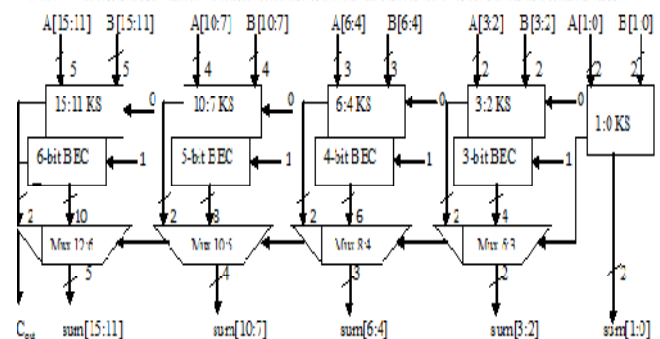 A[15:11] B[15:11] A[10:7] B[10:7] A[6:4] B[6:4] A[3:2] B[3:2] A[1:0] E[1:0]
5 5 4 4 3 3 2 2 2 2
15:11 KS 0 10:7 KS 0 6:4 KS 0 3:2 KS 0 1:0 KS
6-bit BEC 1 5-bit EEC 1 4-bit BEC 1 3-bit BEC 1
2 10 2 8 2 6 2 4
Mux 12:6 Mux 10:5 Mux 8:4 Mux 6:3
5 4 3 2 2
Cout sum[15:11] sum[10:7] sum[6:4] sum[3:2] sum[1:0]